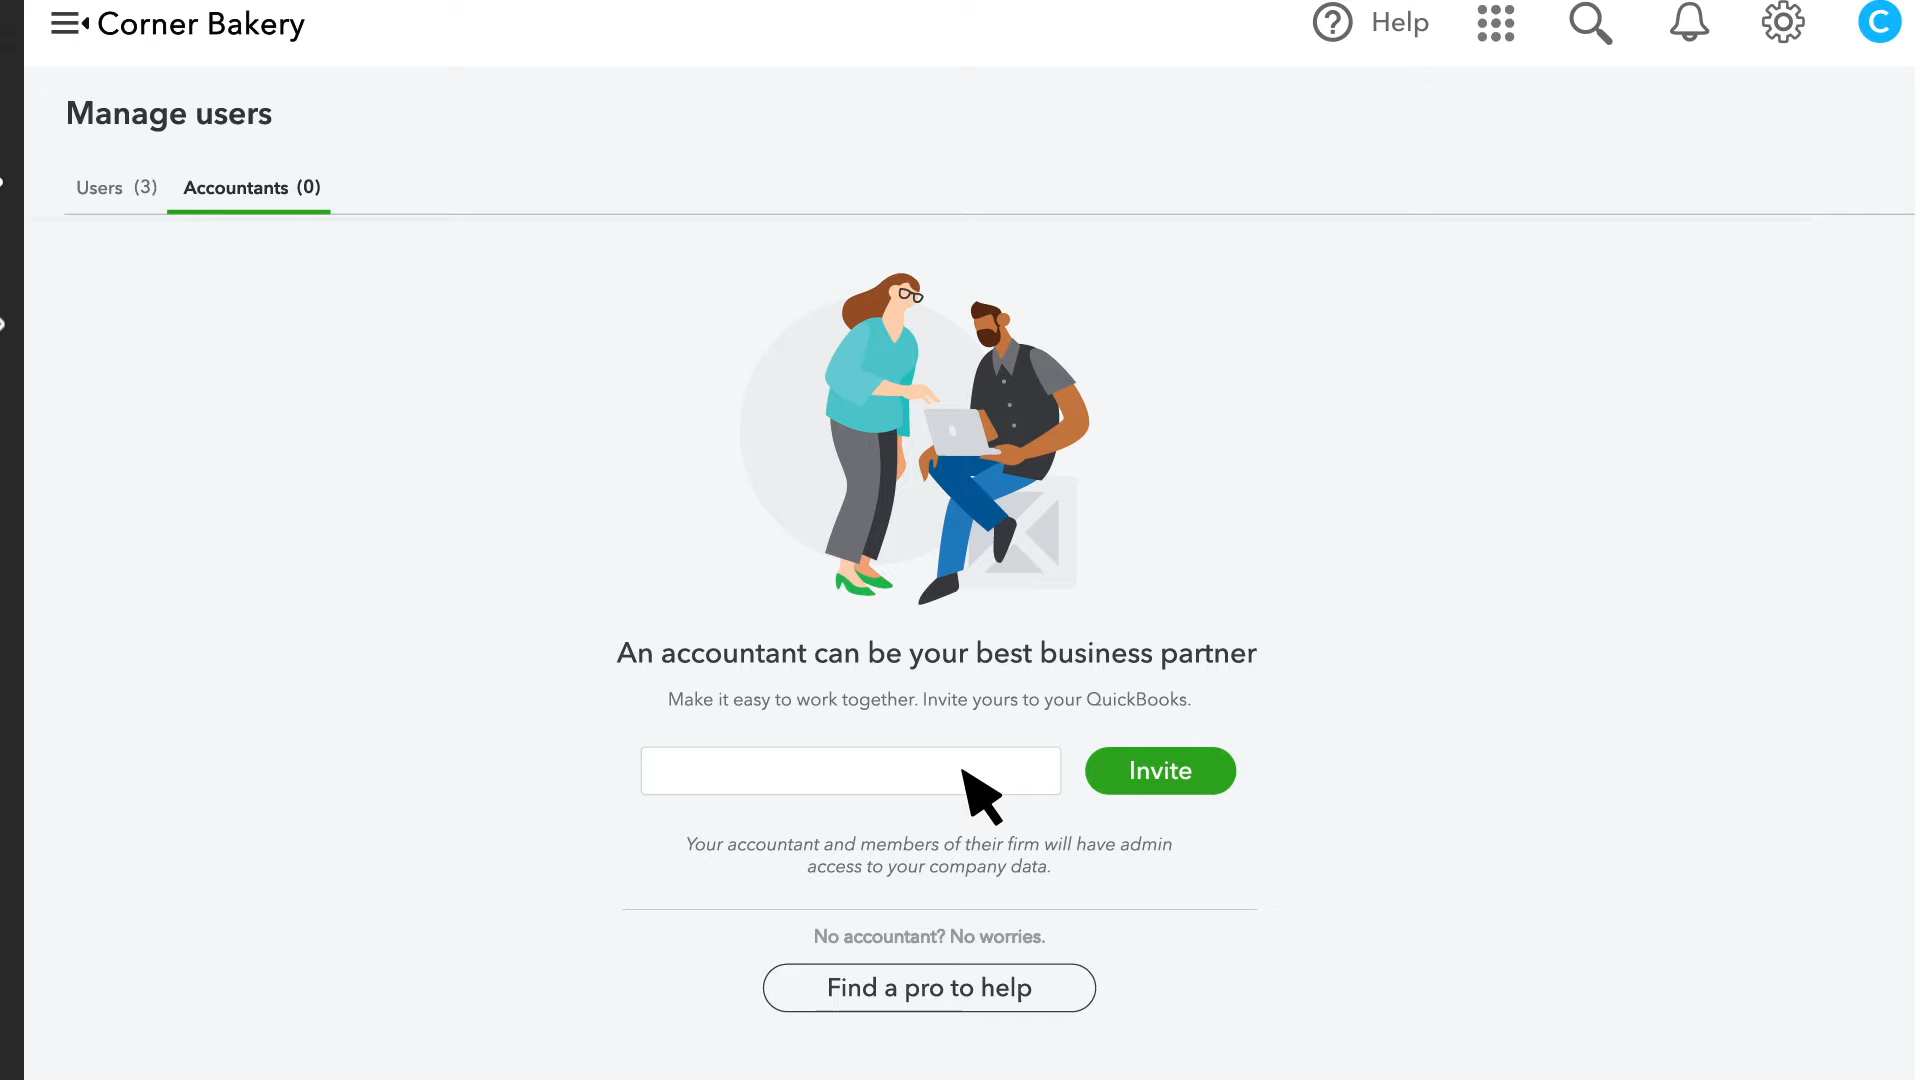 Corner Bakery
Help
C
Manage users
Users (3)
Accountants (0)
An accountant can be your best business partner
Make it easy to work together. Invite yours to your QuickBooks.
Invite
Your accountant and members of their firm will have admin
access to your company data.
No accountant? No worries.
Find a pro to help